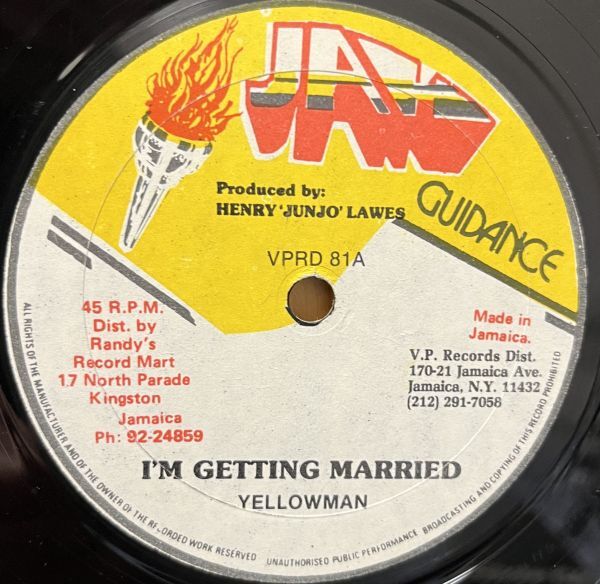 JAH
GUIDANCE
Produced by:
HENRY 'JUNJO' LAWES
VPRD 81A
45 R.P.M.
Dist. by
Randy's
Record Mart
17 North Parade
Kingston
Jamaica
Ph: 92-24859
Made in
Jamaica.
V.P. Records Dist.
170-21 Jamaica Ave.
Jamaica, N.Y. 11432
(212) 291-7058
I'M GETTING MARRIED
YELLOWMAN
ALL RIGHTS OF THE MANUFACTURER AND OF THE OWNER OF THE RECORDED WORK RESERVED UNAUTHORISED PUBLIC PERFORMANCE BROADCASTING AND COPYING OF THIS RECORD PROHIBITED